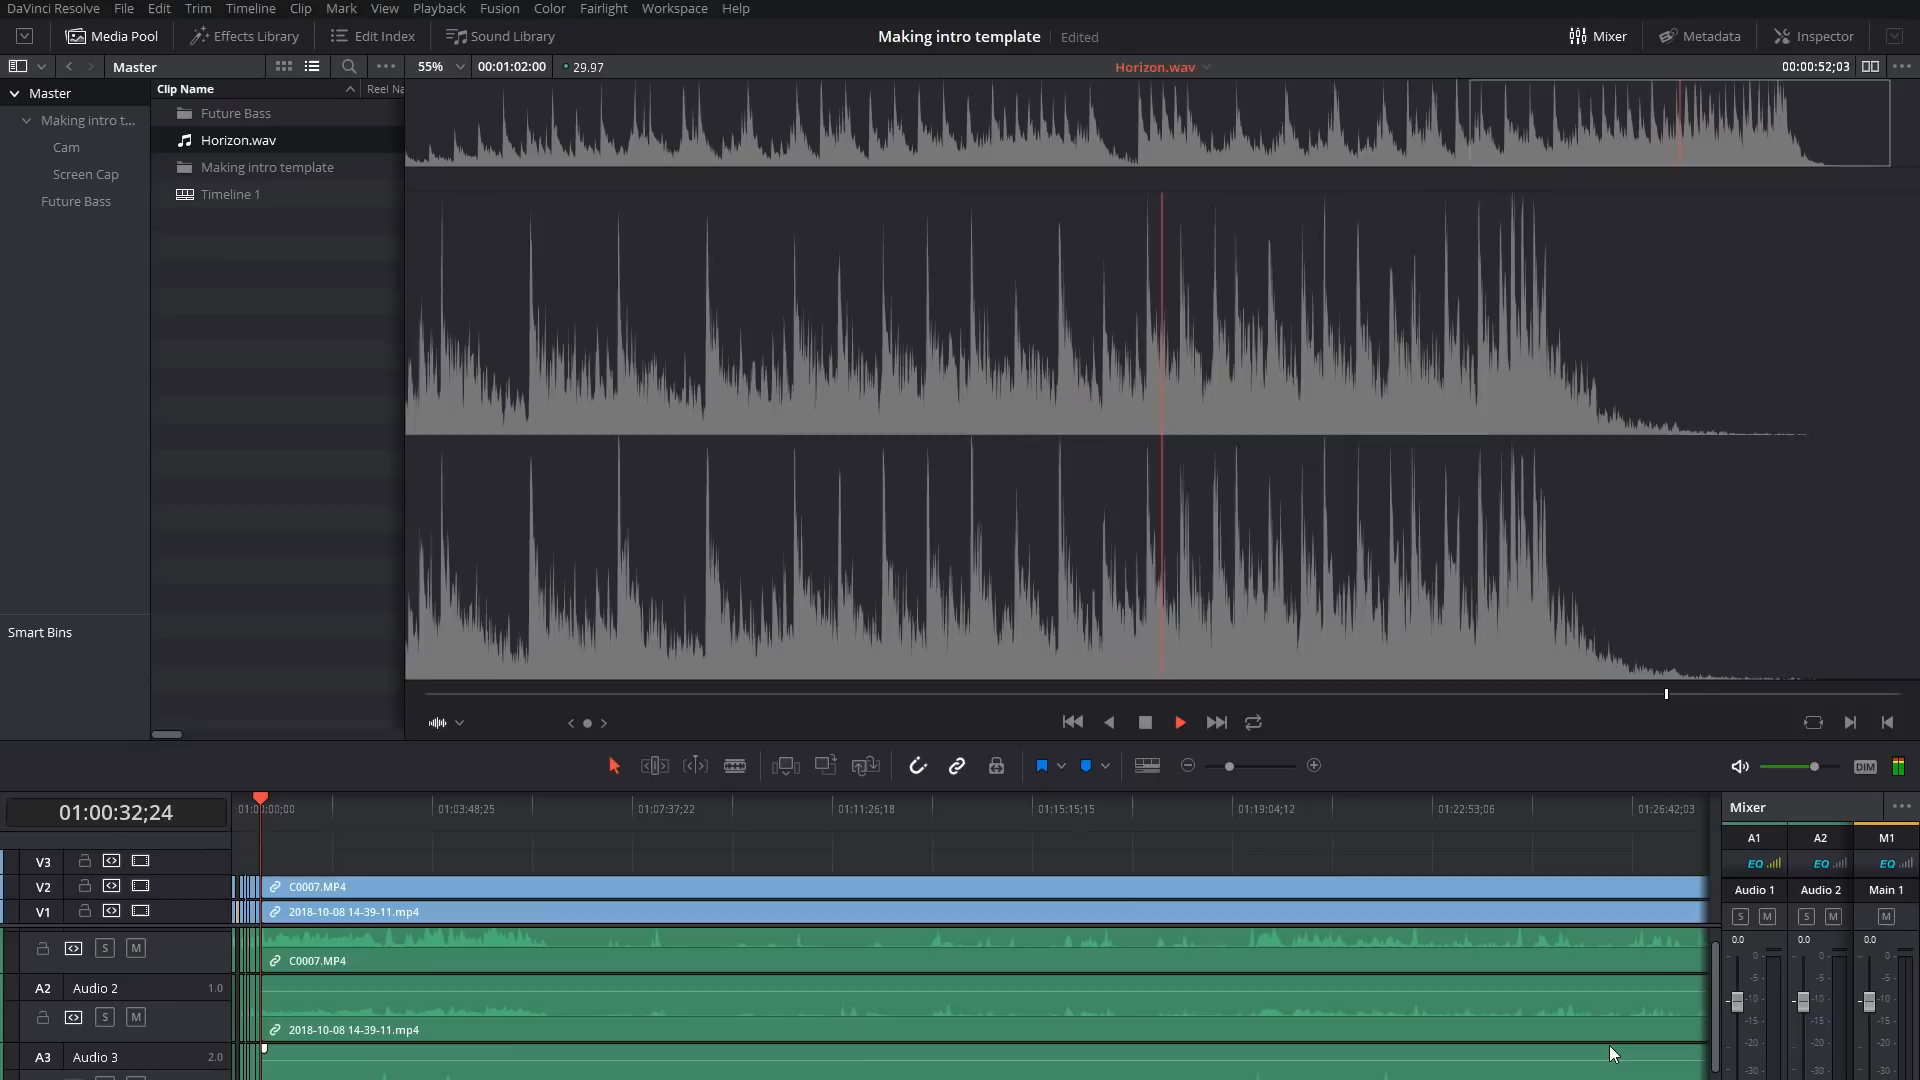 DaVinci Resolve File Edit Trim Timeline Clip Mark View Playback Fusion Color Fairlight Workspace Help
Media Pool Effects Library Edit Index Sound Library Making intro template Edited Mixer Metadata Inspector
Master 55% 00:01:02:00 29.97 Horizon.wav 00:00:52;03
Master
Making intro t...
Cam
Screen Cap
Future Bass
Smart Bins
Clip Name Reel Na
Future Bass
Horizon.wav
Making intro template
Timeline 1
DIM
01:00:32;24
01:00:00;00 01:03:48;25 01:07:37;22 01:11:26;18 01:15:15;15 01:19:04;12 01:22:53;06 01:26:42;03
V3
V2 C0007.MP4
V1 2018-10-08 14-39-11.mp4
S M
C0007.MP4
A2 Audio 2 1.0
S M
2018-10-08 14-39-11.mp4
A3 Audio 3 2.0
Mixer
A1 A2 M1
EQ EQ EQ
Audio 1 Audio 2 Main 1
S M S M M
0.0 0.0 0.0
0 0 0
-5 -5 -5
-10 -10 -10
-15 -15 -15
-20 -20 -20
-30 -30 -30